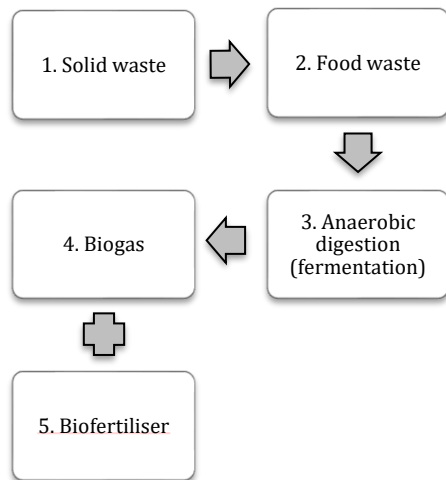 1. Solid waste
2. Food waste
3. Anaerobic
digestion
(fermentation)
4. Biogas
5. Biofertiliser